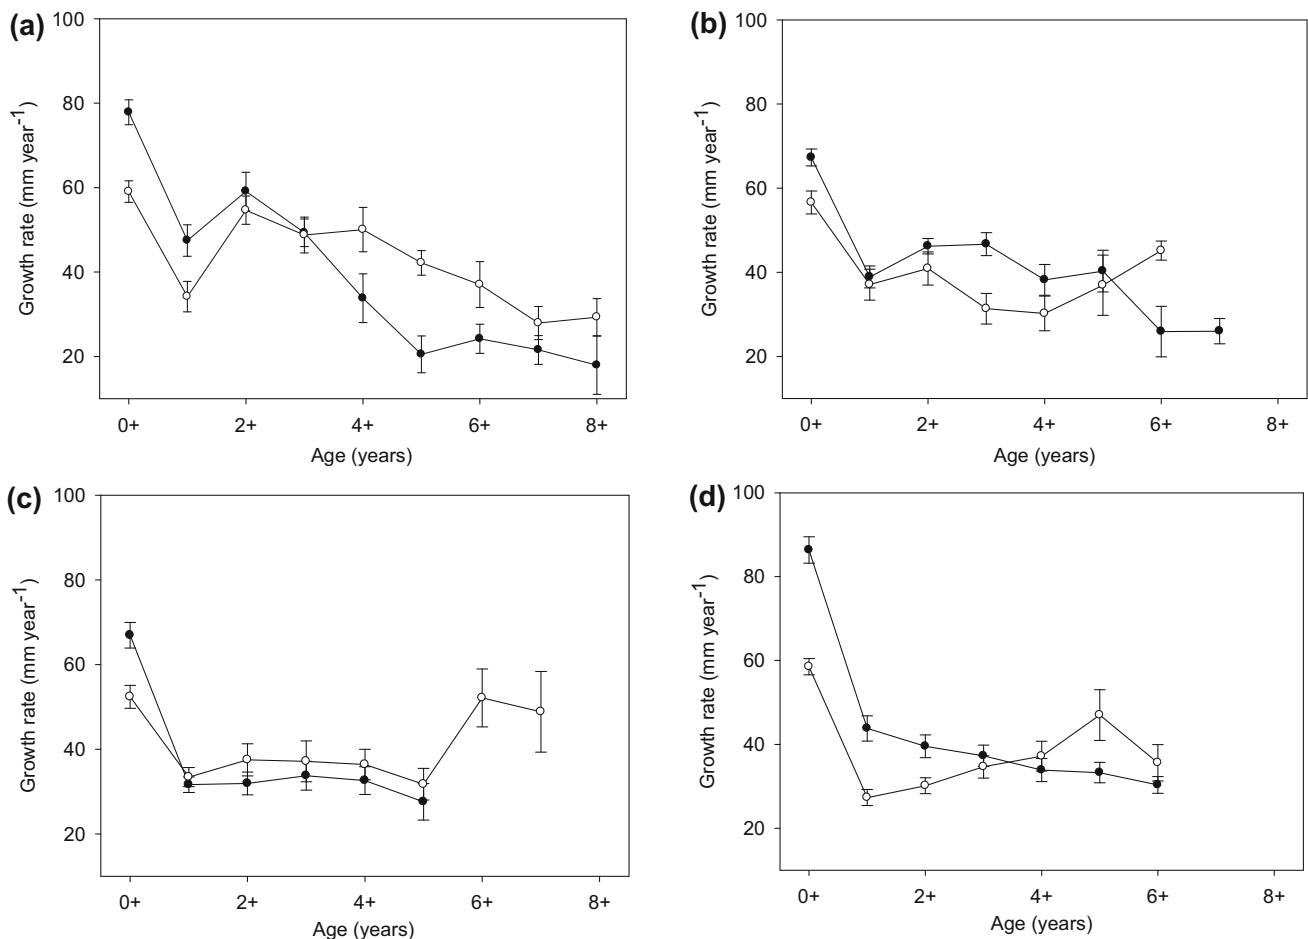 (a)
100
80
60
40
20
Growth rate (mm year-1)
0+ 2+ 4+ 6+ 8+
Age (years)
(b)
100
80
60
40
20
Growth rate (mm year-1)
0+ 2+ 4+ 6+ 8+
Age (years)
(c)
100
80
60
40
20
Growth rate (mm year-1)
0+ 2+ 4+ 6+ 8+
Age (years)
(d)
100
80
60
40
20
Growth rate (mm year-1)
0+ 2+ 4+ 6+ 8+
Age (years)